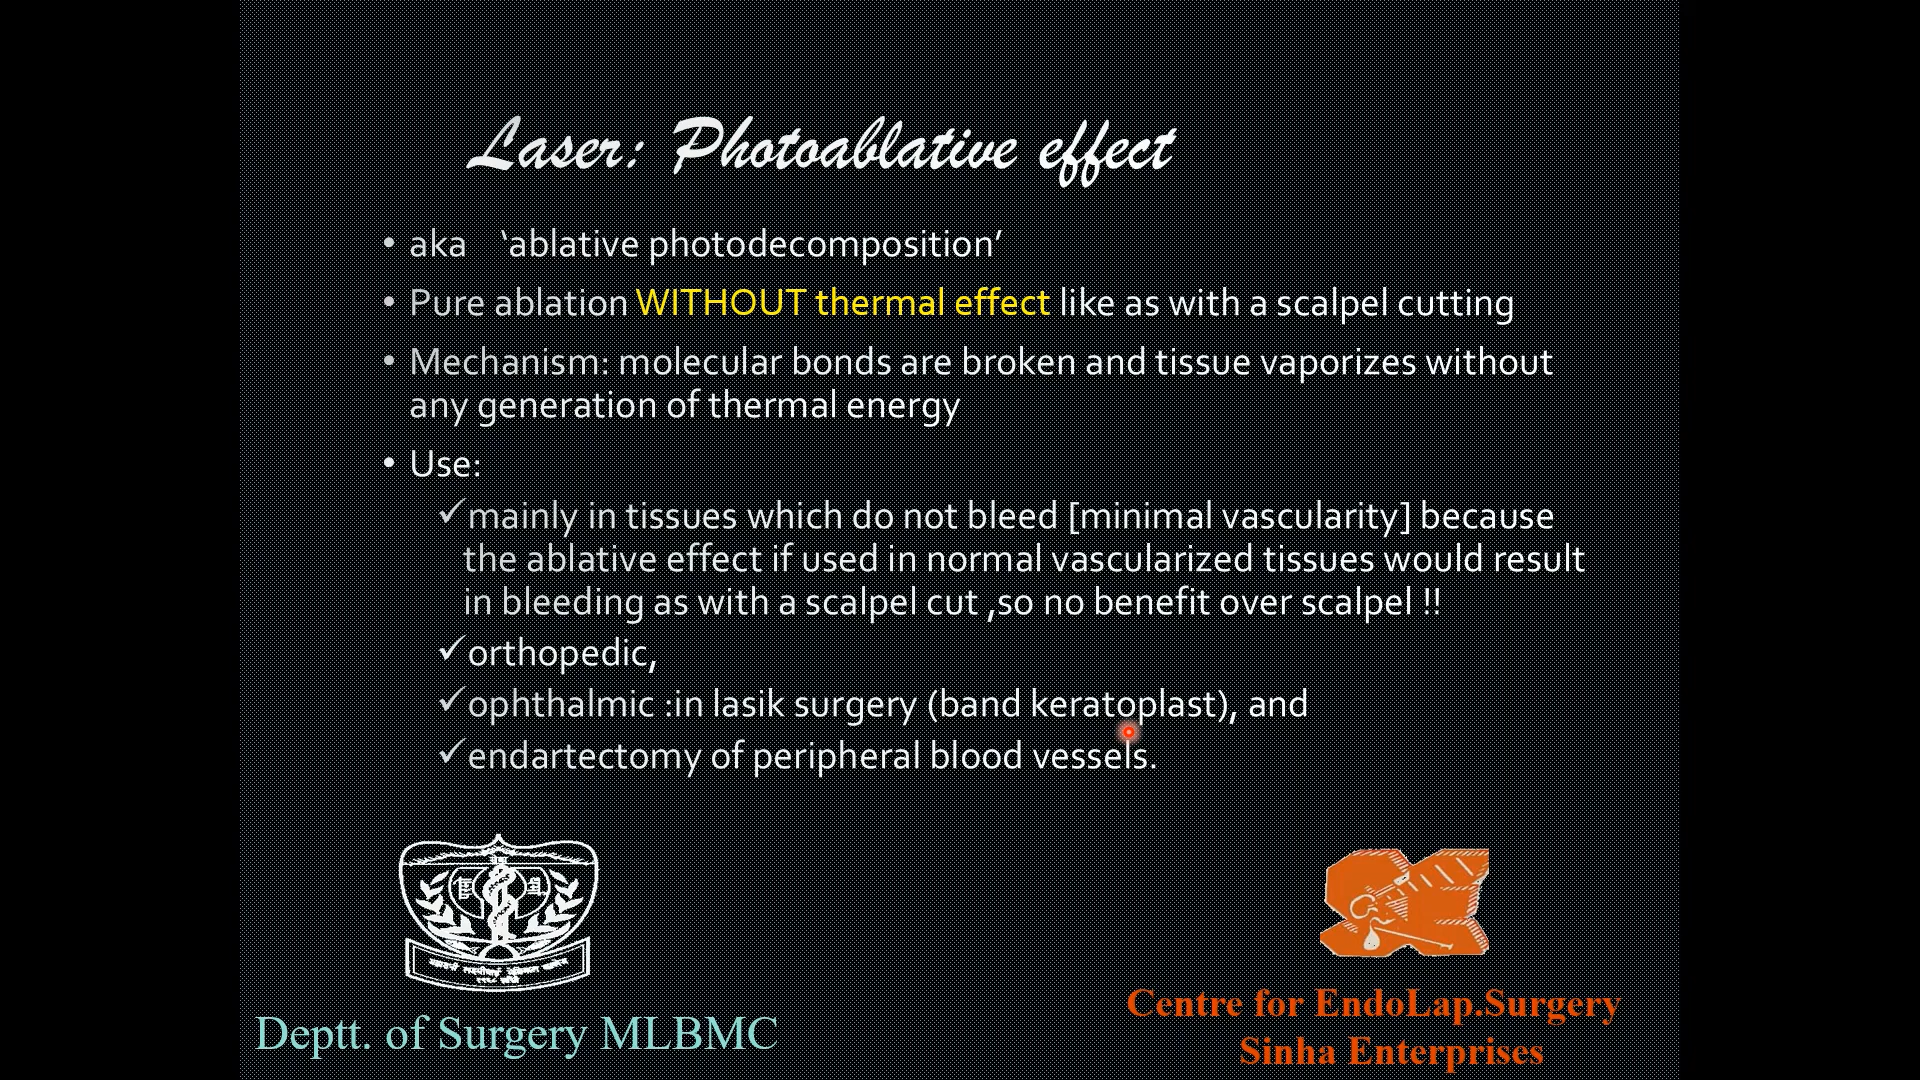 Laser: Photoablative effect
• aka ‘ablative photodecomposition’
• Pure ablation WITHOUT thermal effect like as with a scalpel cutting
• Mechanism: molecular bonds are broken and tissue vaporizes without
any generation of thermal energy
• Use:
✓mainly in tissues which do not bleed [minimal vascularity] because
the ablative effect if used in normal vascularized tissues would result
in bleeding as with a scalpel cut ,so no benefit over scalpel !!
✓orthopedic,
✓ophthalmic :in lasik surgery (band keratoplast), and
✓endartectomy of peripheral blood vessels.
Deptt. of Surgery MLBMC
Centre for EndoLap.Surgery
Sinha Enterprises